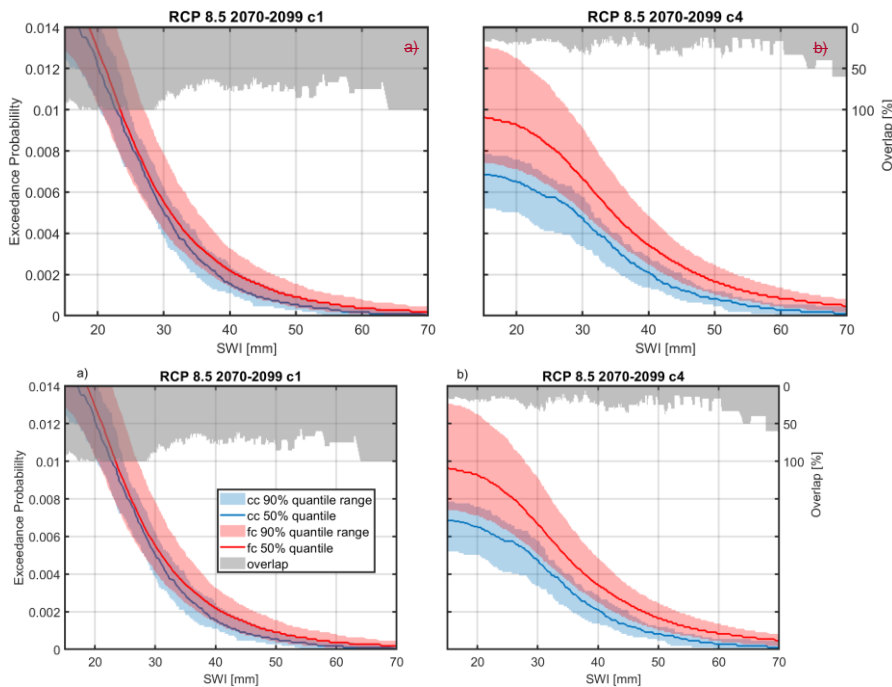 RCP 8.5 2070-2099 c1
a)
0.014
0.012
0.01
0.008
0.006
0.004
0.002
0
Exceedance Probability
20 30 40 50 60 70
SWI [mm]
RCP 8.5 2070-2099 c4
b)
0
50
100
Overlap [%]
20 30 40 50 60 70
SWI [mm]
a)
RCP 8.5 2070-2099 c1
0.014
0.012
0.01
0.008
0.006
0.004
0.002
0
Exceedance Probability
cc 90% quantile range
cc 50% quantile
fc 90% quantile range
fc 50% quantile
overlap
20 30 40 50 60 70
SWI [mm]
b)
RCP 8.5 2070-2099 c4
0
50
100
Overlap [%]
20 30 40 50 60 70
SWI [mm]